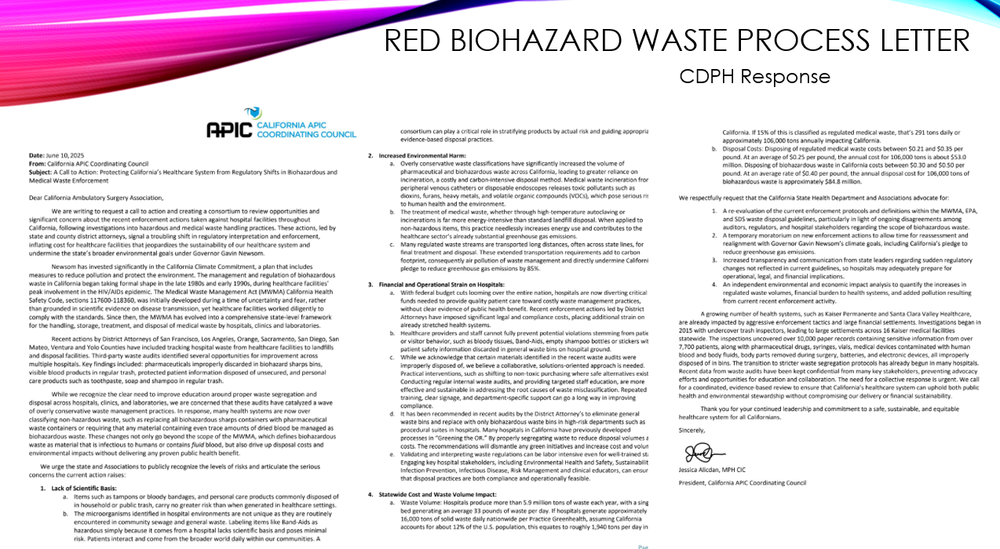 RED BIOHAZARD WASTE PROCESS LETTER
CDPH Response
APIC CALIFORNIA APIC
COORDINATING COUNCIL
Date: June 10, 2025
From: California APIC Coordinating Council
Subject: A Call to Action: Protecting California's Healthcare System from Regulatory Shifts in Biohazardous and
Medical Waste Enforcement
Dear California Ambulatory Surgery Association,
We are writing to request a call to action and creating a consortium to review opportunities and
significant concern about the recent enforcement actions taken against hospital facilities throughout
California, following investigations into hazardous and medical waste handling practices. These actions, led by
state and county district attorneys, signal a troubling shift in regulatory interpretation and enforcement,
inflating cost for healthcare facilities that jeopardizes the sustainability of our healthcare system and
undermine the state's broader environmental goals under Governor Gavin Newsom.
Newsom has invested significantly in the California Climate Commitment, a plan that includes
measures to reduce pollution and protect the environment. The management and regulation of biohazardous
waste in California began taking formal shape in the late 1980s and early 1990s, during healthcare facilities'
peak involvement in the HIV/AIDs epidemic. The Medical Waste Management Act (MWMA) California Health
Safety Code, sections 117600-118360, was initially developed during a time of uncertainty and fear, rather
than grounded in scientific evidence on disease transmission, yet healthcare facilities worked diligently to
comply with the standards. Since then, the MWMA has evolved into a comprehensive state-level framework
for the handling, storage, treatment, and disposal of medical waste by hospitals, clinics and laboratories.
Recent actions by District Attorneys of San Francisco, Los Angeles, Orange, Sacramento, San Diego, San
Mateo, Ventura and Yolo Counties have included tracking hospital waste from healthcare facilities to landfills
and disposal facilities. Third-party waste audits identified several opportunities for improvement across
multiple hospitals. Key findings included: pharmaceuticals improperly discarded in biohazard sharps bins,
visible blood products in regular trash, protected patient information disposed of unsecured, and personal
care products such as toothpaste, soap and shampoo in regular trash.
While we recognize the clear need to improve education around proper waste segregation and
disposal across hospitals, clinics, and laboratories, we are concerned that these audits have catalyzed a wave
of overly conservative waste management practices. In response, many health systems are now over
classifying non-hazardous waste, such as replacing all biohazardous sharps containers with pharmaceutical
waste containers or requiring that any material containing even trace amounts of dried blood be managed as
biohazardous waste. These changes not only go beyond the scope of the MWMA, which defines biohazardous
waste as material that is infectious to humans or contains fluid blood, but also drive up disposal costs and
environmental impacts without delivering any proven public health benefit.
We urge the state and Associations to publicly recognize the levels of risks and articulate the serious
concerns the current action raises:
1. Lack of Scientific Basis:
a. Items such as tampons or bloody bandages, and personal care products commonly disposed of
in household or public trash, carry no greater risk than when generated in healthcare settings.
b. The microorganisms identified in hospital environments are not unique as they are routinely
encountered in community sewage and general waste. Labeling items like Band-Aids as
hazardous simply because it comes from a hospital lacks scientific basis and poses minimal
risk. Patients interact and come from the broader world daily within our communities. A
consortium can play a critical role in stratifying products by actual risk and guiding appropria
evidence-based disposal practices.
2. Increased Environmental Harm:
a. Overly conservative waste classifications have significantly increased the volume of
pharmaceutical and biohazardous waste across California, leading to greater reliance on
incineration, a costly and carbon-intensive disposal method. Medical waste incineration from
peripheral venous catheters or disposable endoscopes releases toxic pollutants such as
dioxins, furans, heavy metals, and volatile organic compounds (VOCs), which pose serious ris
to human health and the environment.
b. The treatment of medical waste, whether through high-temperature autoclaving or
incinerations is far more energy-intensive than standard landfill disposal. When applied to
non-hazardous items, this practice needlessly increases energy use and contributes to the
healthcare sector's already substantial greenhouse gas emissions.
c. Many regulated waste streams are transported long distances, often across state lines, for
final treatment and disposal. These extended transportation requirements add to carbon
footprint, consequently air pollution of waste management and directly undermine Californi
pledge to reduce greenhouse gas emissions by 85%.
3. Financial and Operational Strain on Hospitals:
a. With federal budget cuts looming over the entire nation, hospitals are now diverting critical
funds needed to provide quality patient care toward costly waste management practices,
without clear evidence of public health benefit. Recent enforcement actions led by District
Attorneys have imposed significant legal and compliance costs, placing additional strain on
already stretched health systems.
b. Healthcare providers and staff cannot fully prevent potential violations stemming from patie
or visitor behavior, such as bloody tissues, Band-Aids, empty shampoo bottles or stickers wit
patient safety information discarded in general waste bins on hospital ground.
c. While we acknowledge that certain materials identified in the recent waste audits were
improperly disposed of, we believe a collaborative, solutions-oriented approach is needed.
Practical interventions, such as shifting to non-toxic purchasing where safe alternatives exist
Conducting regular internal waste audits, and providing targeted staff education, are more
effective and sustainable in addressing the root causes of waste misclassification. Repeated
training, clear signage, and department-specific support can go a long way in improving
compliance.
d. It has been recommended in recent audits by the District Attorney's to eliminate general
waste bins and replace with only biohazardous waste bins in high-risk departments such as
procedural suites in hospitals. Many hospitals in California have previously developed
processes in "Greening the OR." By properly segregating waste to reduce disposal volumes a
costs. The recommendations will dismantle any green initiatives and increase cost and volun
e. Validating and interpreting waste regulations can be labor intensive even for well-trained sta
Engaging key hospital stakeholders, including Environmental Health and Safety, Sustainabilit
Infection Prevention, Infectious Disease, Risk Management and clinical educators, can ensur
that disposal practices are both compliance and operationally feasible.
4. Statewide Cost and Waste Volume Impact:
a. Waste Volume: Hospitals produce more than 5.9 million tons of waste each year, with a sing
bed generating an average 33 pounds of waste per day. If hospitals generate approximately
16,000 tons of solid waste daily nationwide per Practice Greenhealth, assuming California
accounts for about 12% of the U.S. population, this equates to roughly 1,940 tons per day in
Pag
California. If 15% of this is classified as regulated medical waste, that's 291 tons daily or
approximately 106,000 tons annually impacting California.
b. Disposal Costs: Disposing of regulated medical waste costs between $0.21 and $0.35 per
pound. At an average of $0.25 per pound, the annual cost for 106,000 tons is about $53.0
million. Disposing of biohazardous waste in California costs between $0.30 and $0.50 per
pound. At an average rate of $0.40 per pound, the annual disposal cost for 106,000 tons of
biohazardous waste is approximately $84.8 million.
We respectfully request that the California State Health Department and Associations advocate for:
1. A re-evaluation of the current enforcement protocols and definitions within the MWMA, EPA,
and SDS waste disposal guidelines, particularly in light of ongoing disagreements among
auditors, regulators, and hospital stakeholders regarding the scope of biohazardous waste.
2. A temporary moratorium on new enforcement actions to allow time for reassessment and
realignment with Governor Gavin Newsom's climate goals, including California's pledge to
reduce greenhouse gas emissions.
3. Increased transparency and communication from state leaders regarding sudden regulatory
changes not reflected in current guidelines, so hospitals may adequately prepare for
operational, legal, and financial implications.
4. An independent environmental and economic impact analysis to quantify the increases in
regulated waste volumes, financial burden to health systems, and added pollution resulting
from current recent enforcement activity.
A growing number of health systems, such as Kaiser Permanente and Santa Clara Valley Healthcare,
are already impacted by aggressive enforcement tactics and large financial settlements. Investigations began in
2015 with undercover trash inspectors, leading to large settlements across 16 Kaiser medical facilities
statewide. The inspections uncovered over 10,000 paper records containing sensitive information from over
7,700 patients, along with pharmaceutical drugs, syringes, vials, medical devices contaminated with human
blood and body fluids, body parts removed during surgery, batteries, and electronic devices, all improperly
disposed of in bins. The transition to stricter waste segregation protocols has already begun in many hospitals.
Recent data from waste audits have been kept confidential from many key stakeholders, preventing advocacy
efforts and opportunities for education and collaboration. The need for a collective response is urgent. We call
for a coordinated, evidence-based review to ensure that California's healthcare system can uphold both public
health and environmental stewardship without compromising our delivery or financial sustainability.
Thank you for your continued leadership and commitment to a safe, sustainable, and equitable
healthcare system for all Californians.
Sincerely,
Jessica Alicdan, MPH CIC
President, California APIC Coordinating Council